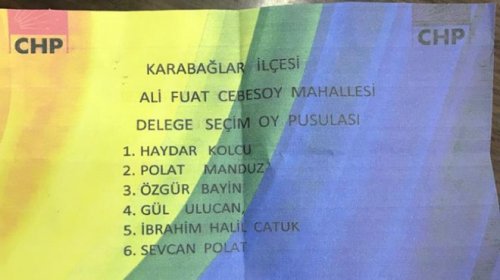 CHP CHP
KARABAĞLAR İLÇESİ
ALİ FUAT CEBESOY MAHALLESİ
DELEGE SEÇİM OY PUSULASI
1. HAYDAR KOLCU
2. POLAT MANDUZ
3. ÖZGÜR BAYIN
4. GÜL ULUCAN,
5. İBRAHİM HALİL CATUK
6. SEVCAN POLAT